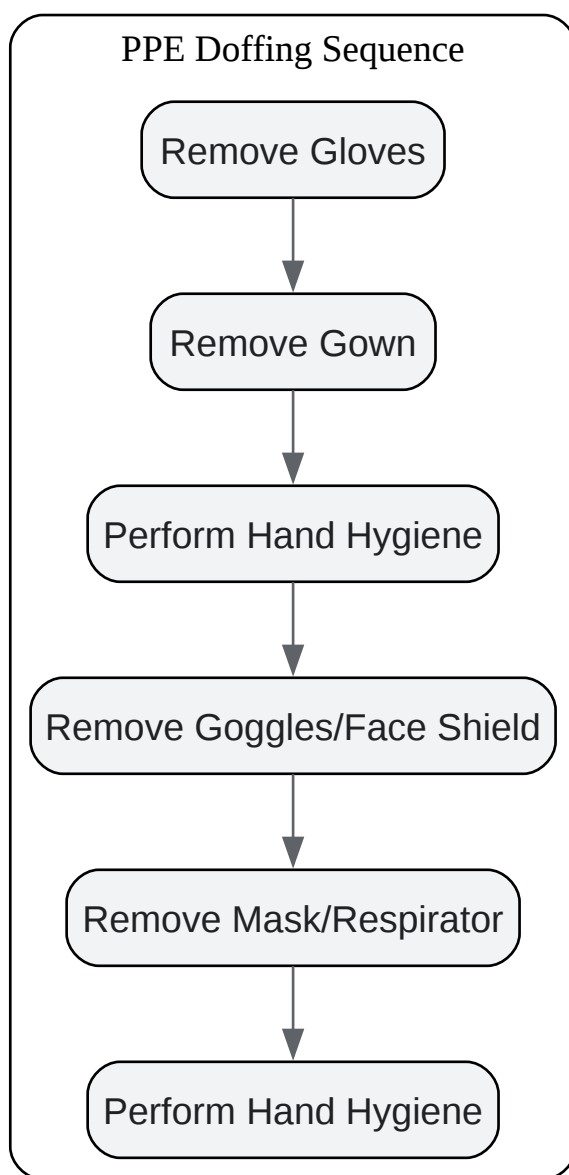 PPE Doffing Sequence
Remove Gloves
Remove Gown
Perform Hand Hygiene
Remove Goggles/Face Shield
Remove Mask/Respirator
Perform Hand Hygiene